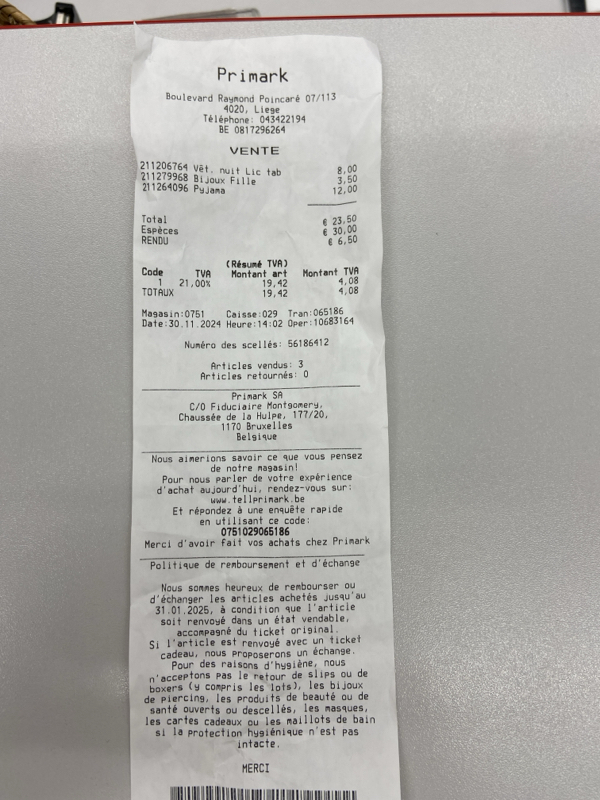 Primark
Boulevard Raymond Poincaré 07/113
4020, Liege
Téléphone: 043422194
BE 0817296264
VENTE
211206764 Vêt. nuit Lic tab 8,00
211279968 Bijoux Fille 3,50
211264096 Pyjama 12,00
Total € 23,50
Espèces € 30,00
RENDU € 6,50
(Résumé TVA)
Code TVA Montant art Montant TVA
1 21,00% 19,42 4,08
TOTAUX 19,42 4,08
Magasin:0751 Caisse:029 Tran:065186
Date:30.11.2024 Heure:14:02 Oper:10683164
Numéro des scellés: 56186412
Articles vendus: 3
Articles retournés: 0
Primark SA
C/O Fiduciaire Montgomery,
Chaussée de la Hulpe, 177/20,
1170 Bruxelles
Belgique
Nous aimerions savoir ce que vous pensez
de notre magasin!
Pour nous parler de votre expérience
d'achat aujourd'hui, rendez-vous sur:
www.tellprimark.be
Et répondez à une enquête rapide
en utilisant ce code:
0751029065186
Merci d'avoir fait vos achats chez Primark
Politique de remboursement et d'échange
Nous sommes heureux de rembourser ou
d'échanger les articles achetés jusqu'au
31.01.2025, à condition que l'article
soit renvoyé dans un état vendable,
accompagné du ticket original.
Si l'article est renvoyé avec un ticket
cadeau, nous proposerons un échange.
Pour des raisons d'hygiène, nous
n'acceptons pas le retour de slips ou de
boxers (y compris les lots), les bijoux
de piercing, les produits de beauté ou de
santé ouverts ou descellés, les masques,
les cartes cadeaux ou les maillots de bain
si la protection hygiénique n'est pas
intacte.
MERCI